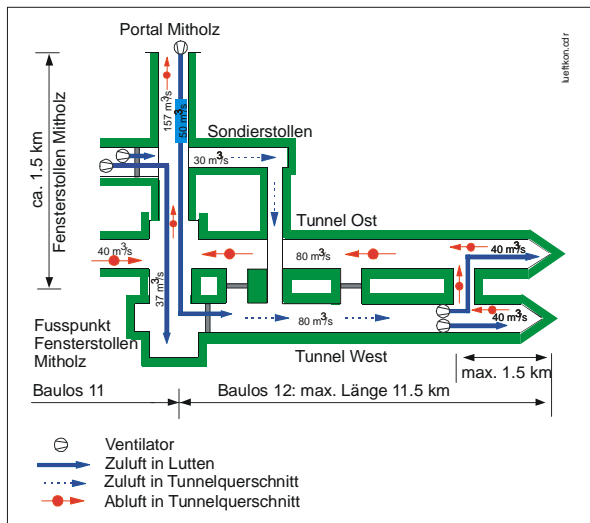 Portal Mitholz
lueftkon.cdr
ca. 1.5 km
Fensterstollen Mitholz
157 m³/s
50 m³/s
Sondierstollen
30 m³/s
Tunnel Ost
40 m³/s
80 m³/s
40 m³/s
37 m³/s
80 m³/s
40 m³/s
Fusspunkt
Fensterstollen
Mitholz
Tunnel West
max. 1.5 km
Baulos 11
Baulos 12: max. Länge 11.5 km
Ventilator
Zuluft in Lutten
Zuluft in Tunnelquerschnitt
Abluft in Tunnelquerschnitt